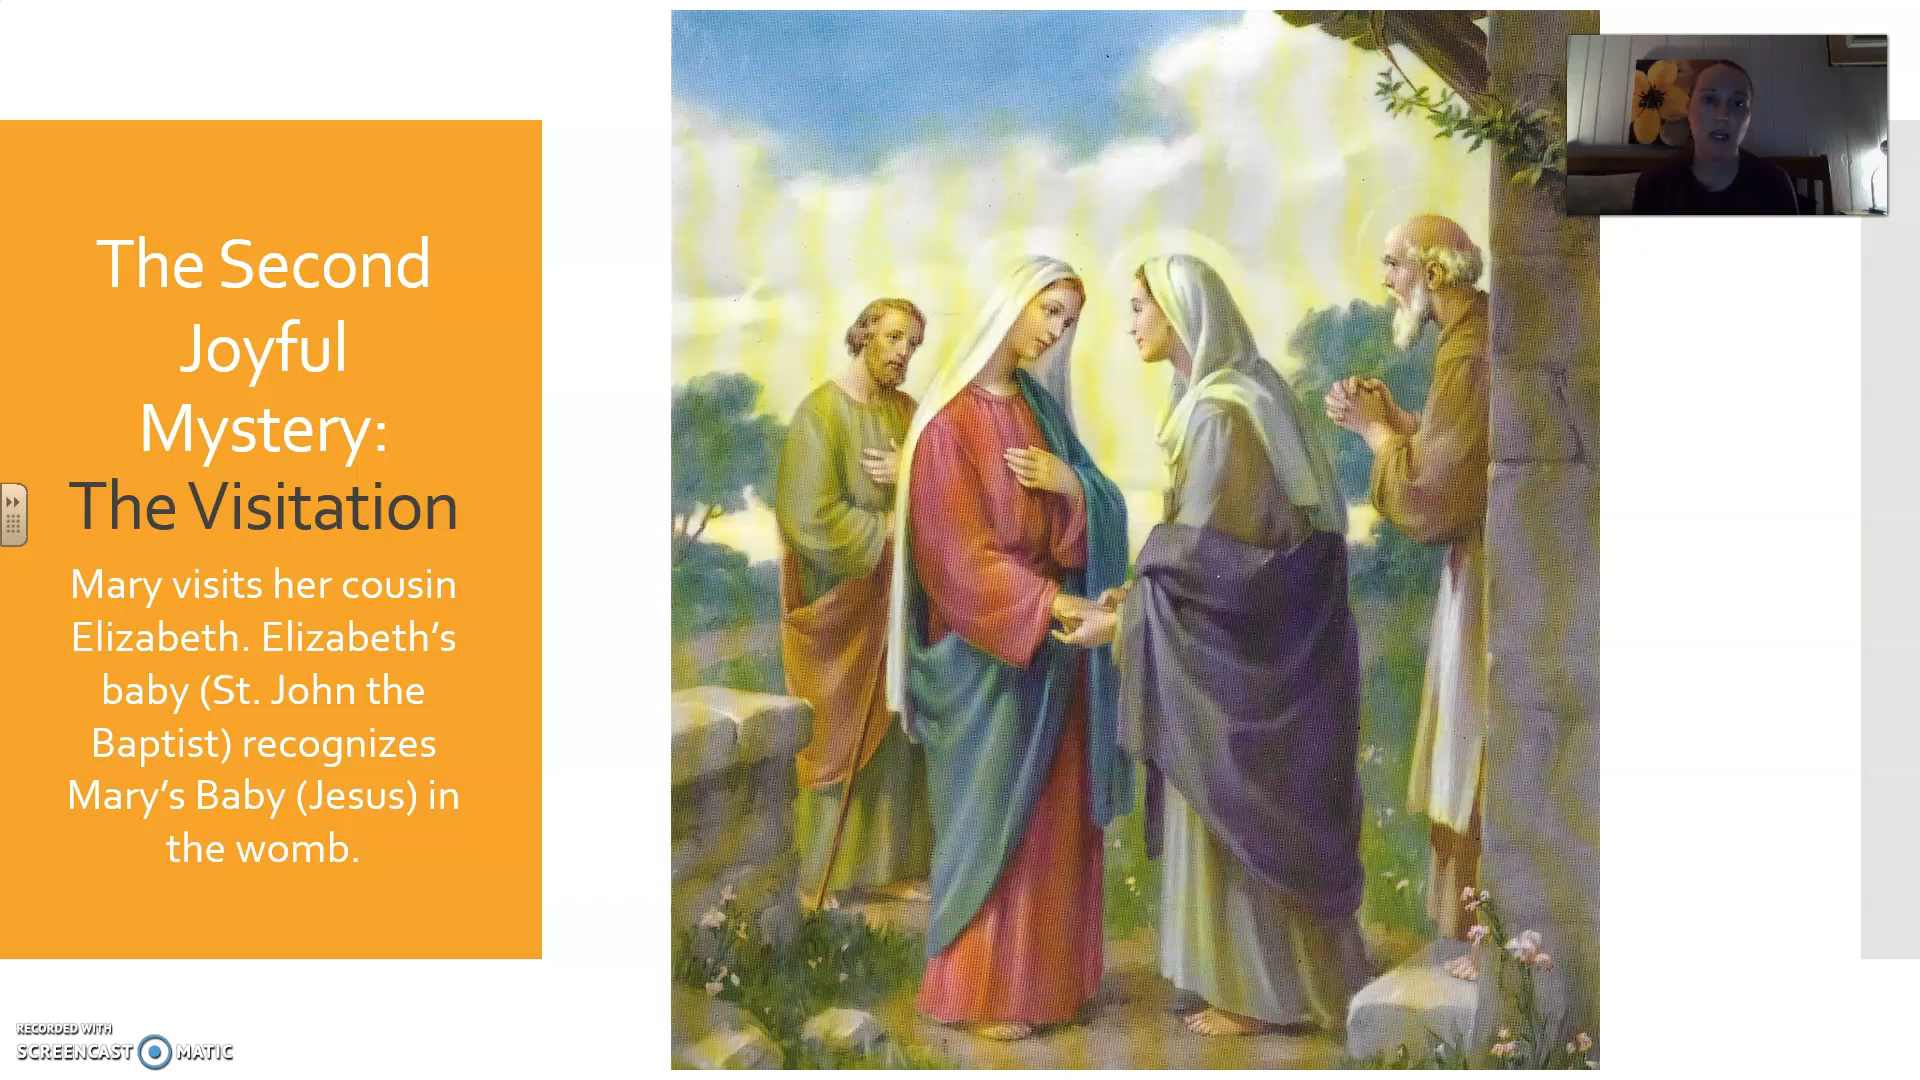 The Second
Joyful
Mystery:
The Visitation
Mary visits her cousin
Elizabeth. Elizabeth’s
baby (St. John the
Baptist) recognizes
Mary’s Baby (Jesus) in
the womb.
RECORDED WITH
SCREENCAST MATIC